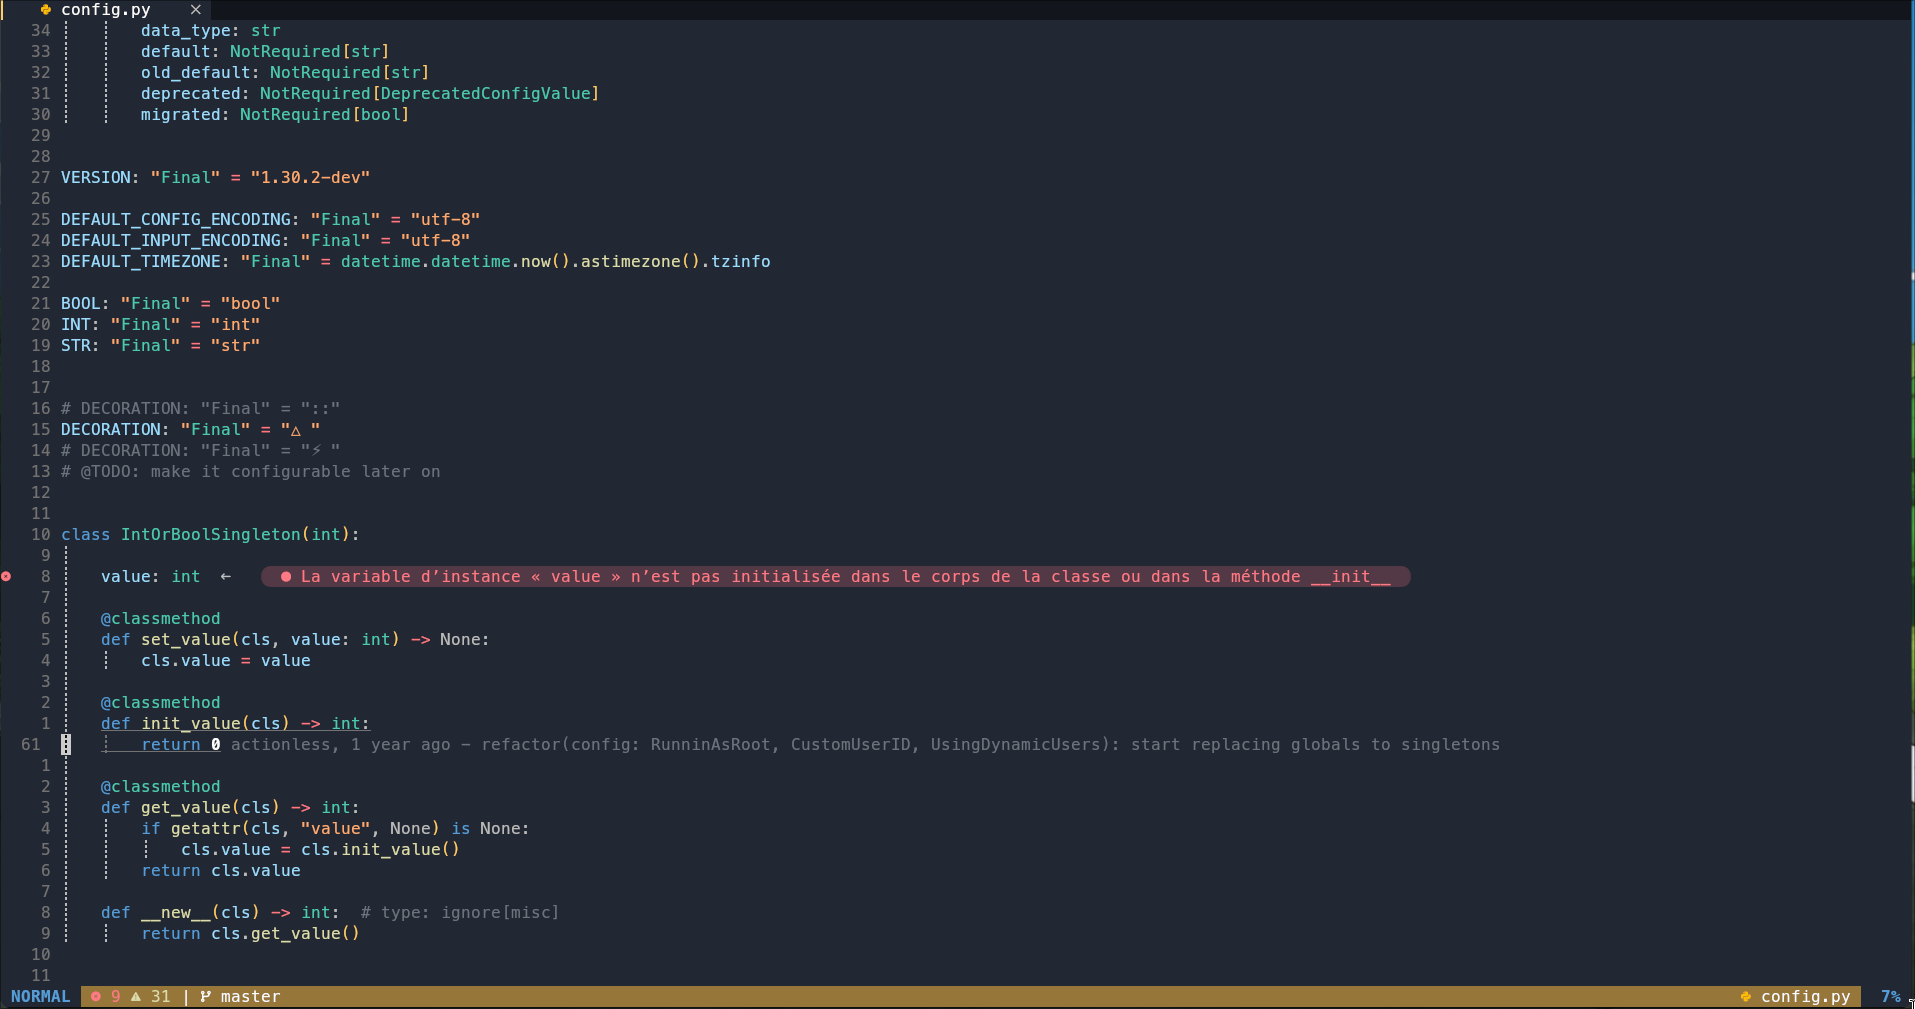 config.py ×
34 data_type: str
33 default: NotRequired[str]
32 old_default: NotRequired[str]
31 deprecated: NotRequired[DeprecatedConfigValue]
30 migrated: NotRequired[bool]
29
28
27 VERSION: "Final" = "1.30.2-dev"
26
25 DEFAULT_CONFIG_ENCODING: "Final" = "utf-8"
24 DEFAULT_INPUT_ENCODING: "Final" = "utf-8"
23 DEFAULT_TIMEZONE: "Final" = datetime.datetime.now().astimezone().tzinfo
22
21 BOOL: "Final" = "bool"
20 INT: "Final" = "int"
19 STR: "Final" = "str"
18
17
16 # DECORATION: "Final" = "::"
15 DECORATION: "Final" = "△ "
14 # DECORATION: "Final" = "⚡ "
13 # @TODO: make it configurable later on
12
11
10 class IntOrBoolSingleton(int):
9
8 value: int ← ● La variable d’instance « value » n’est pas initialisée dans le corps de la classe ou dans la méthode __init__
7
6 @classmethod
5 def set_value(cls, value: int) -> None:
4 cls.value = value
3
2 @classmethod
1 def init_value(cls) -> int:
61 return 0 actionless, 1 year ago - refactor(config: RunninAsRoot, CustomUserID, UsingDynamicUsers): start replacing globals to singletons
1
2 @classmethod
3 def get_value(cls) -> int:
4 if getattr(cls, "value", None) is None:
5 cls.value = cls.init_value()
6 return cls.value
7
8 def __new__(cls) -> int:  # type: ignore[misc]
9 return cls.get_value()
10
11
NORMAL 9 31 | master config.py 7%